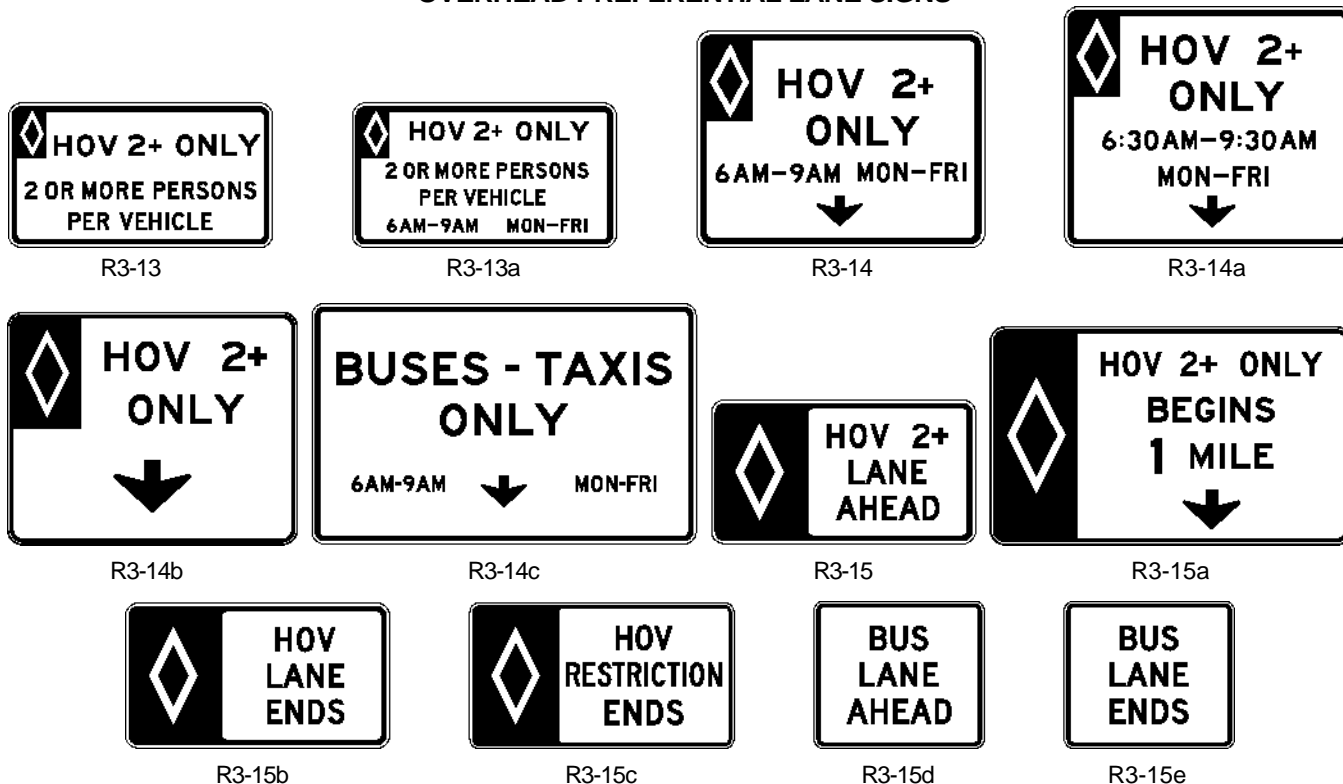 OVERHEAD PREFERENTIAL LANE SIGNS
HOV 2+ ONLY
2 OR MORE PERSONS
PER VEHICLE
R3-13
HOV 2+ ONLY
2 OR MORE PERSONS
PER VEHICLE
6AM-9AM MON-FRI
R3-13a
HOV 2+
ONLY
6AM-9AM MON-FRI
R3-14
HOV 2+
ONLY
6:30AM-9:30AM
MON-FRI
R3-14a
HOV 2+
ONLY
R3-14b
BUSES - TAXIS
ONLY
6AM-9AM MON-FRI
R3-14c
HOV 2+
LANE
AHEAD
R3-15
HOV 2+ ONLY
BEGINS
1 MILE
R3-15a
HOV
LANE
ENDS
R3-15b
HOV
RESTRICTION
ENDS
R3-15c
BUS
LANE
AHEAD
R3-15d
BUS
LANE
ENDS
R3-15e